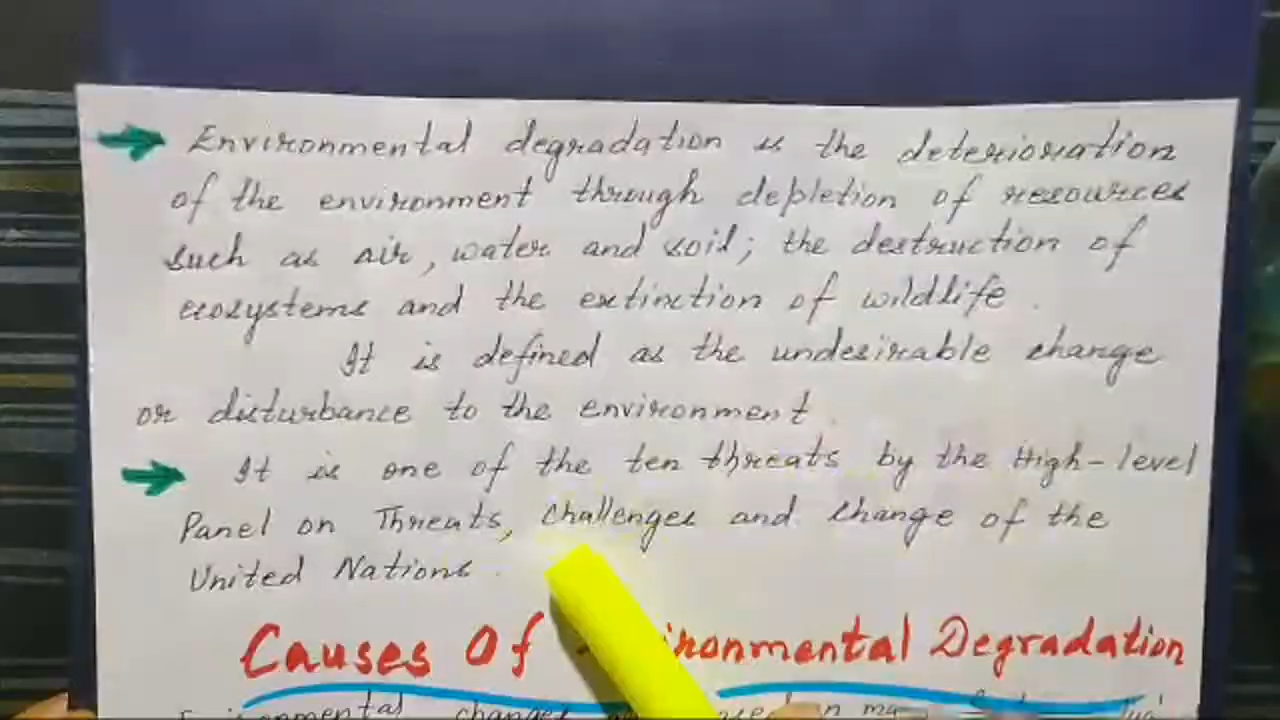 Environmental degradation is the deterioration
of the environment through depletion of resources
such as air, water and soil; the destruction of
ecosystems and the extinction of wildlife.
It is defined as the undesirable change
or disturbance to the environment.
It is one of the ten threats by the High-level
Panel on Threats, Challenges and Change of the
United Nations.
Causes Of Environmental Degradation
changes